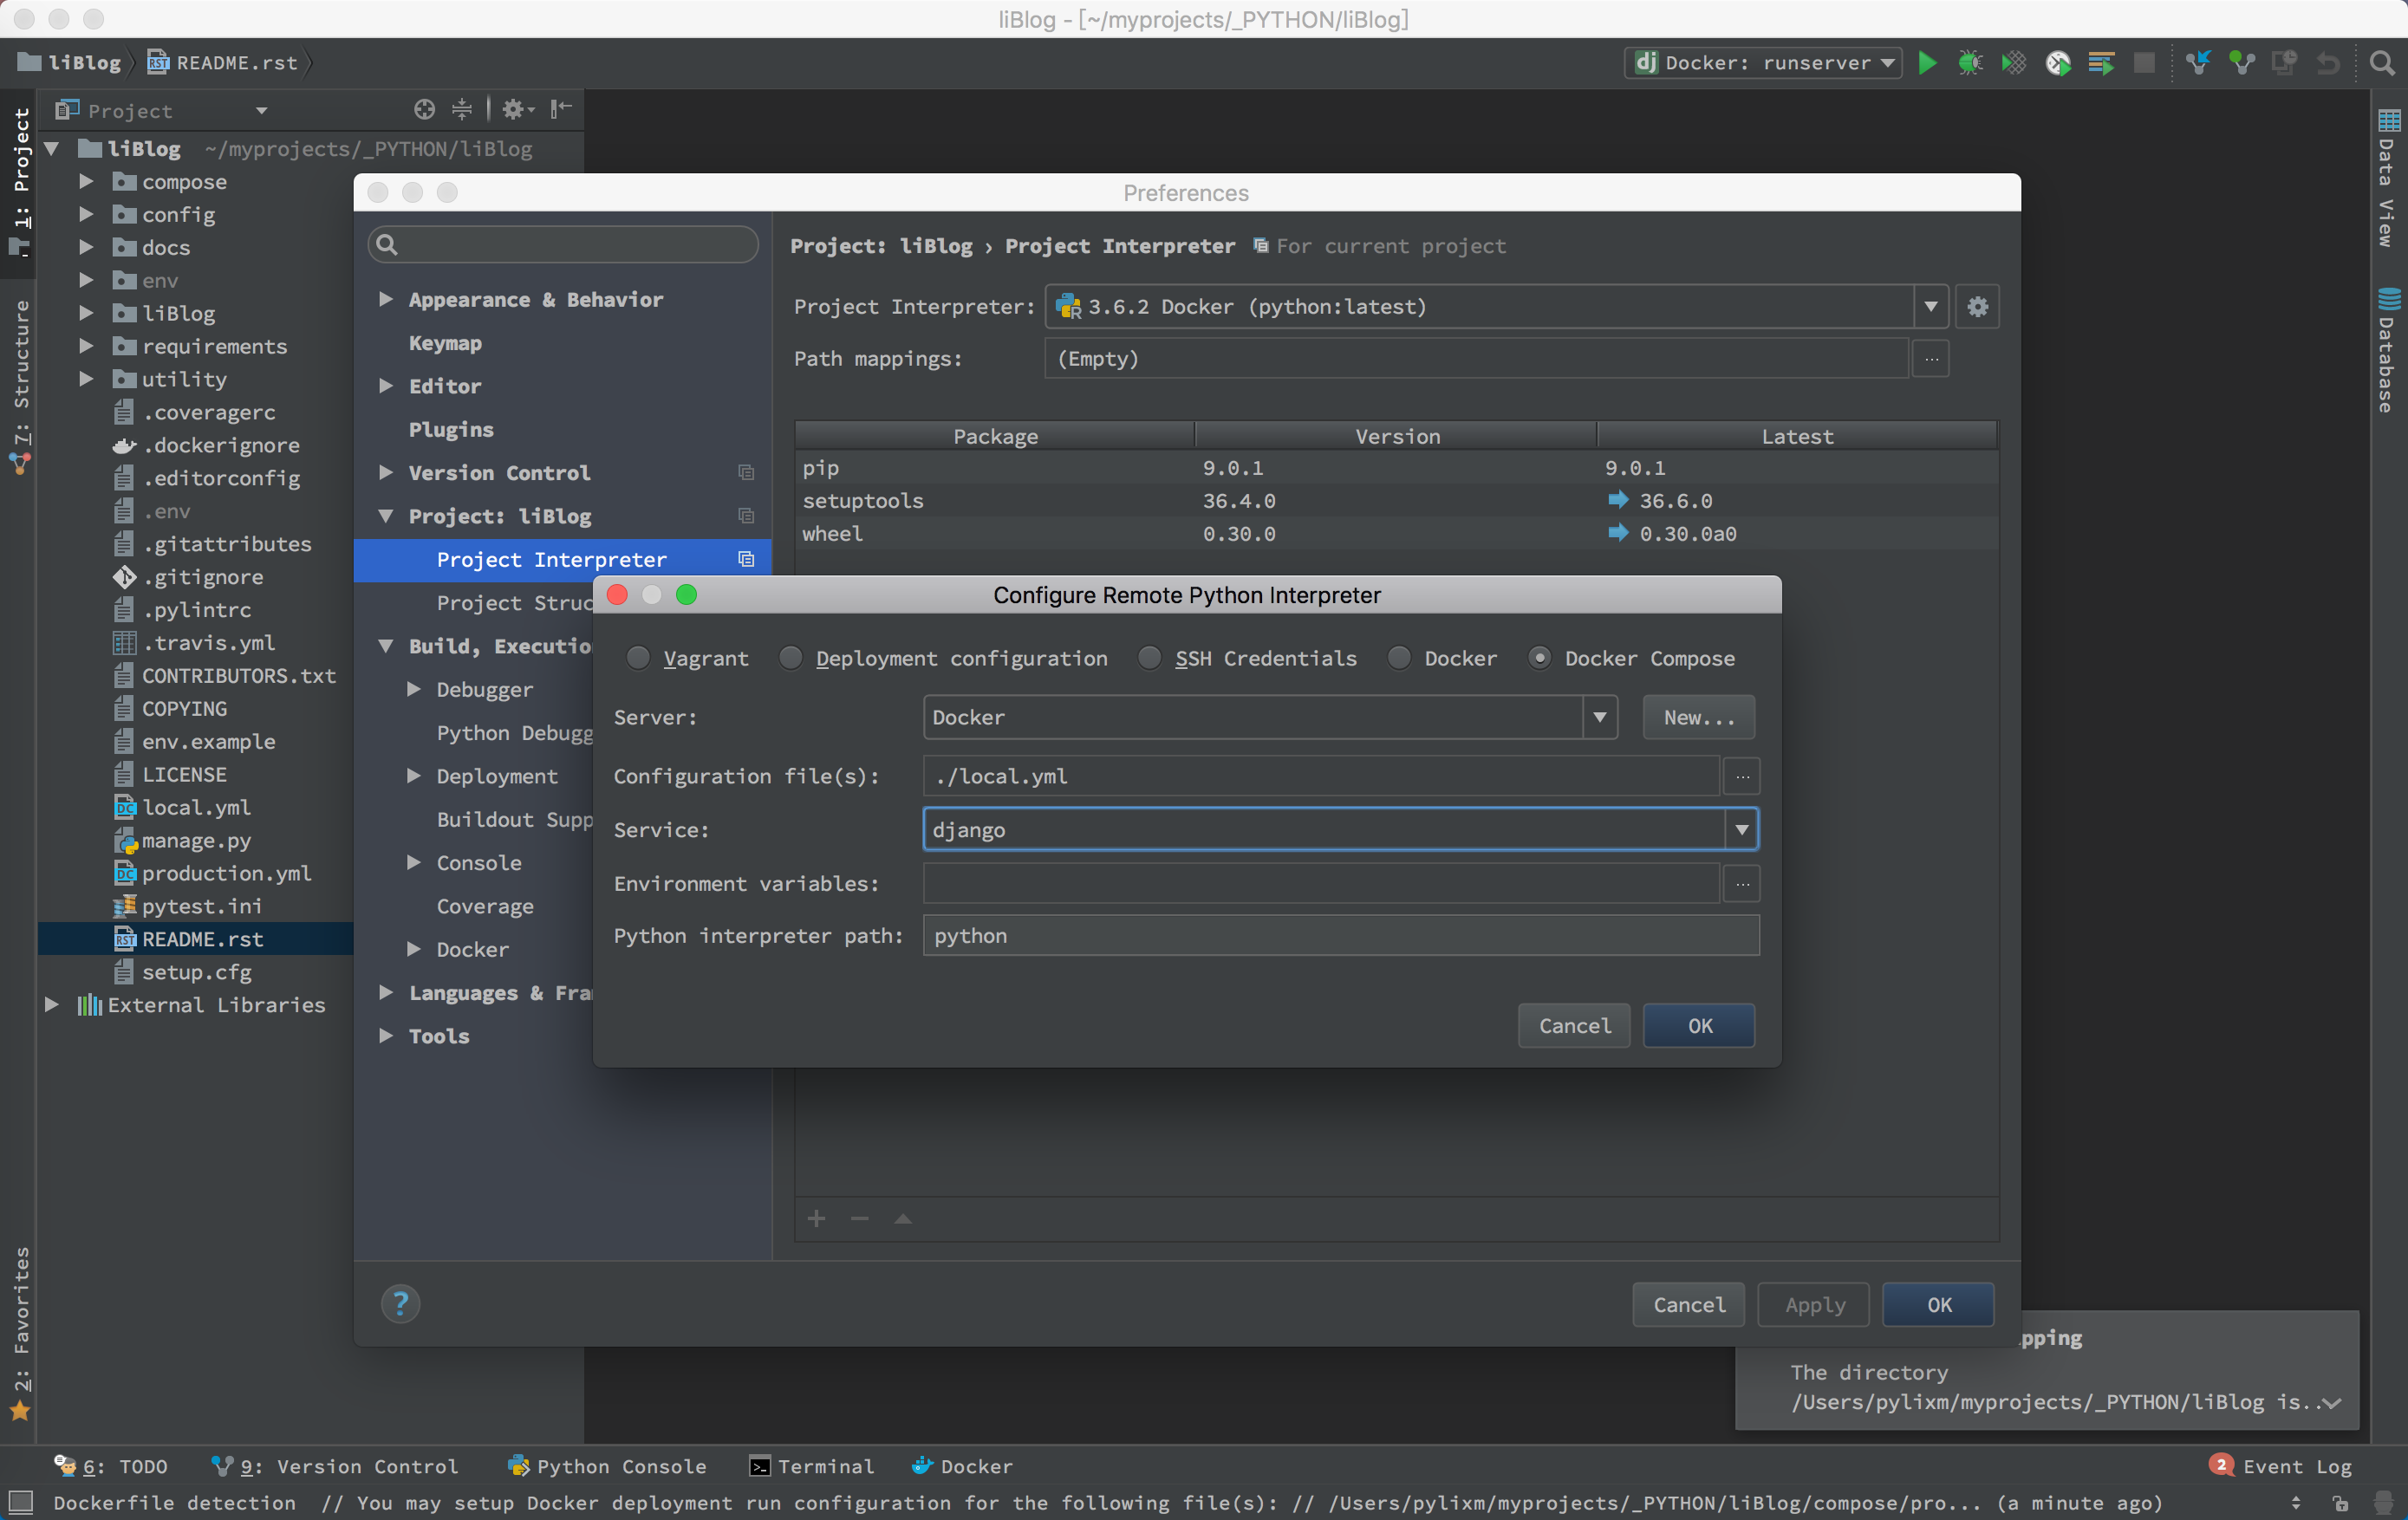 liBlog - [~/myprojects/_PYTHON/liBlog]
liBlog README.rst
Docker: runserver
Project
1: Project
7: Structure
2: Favorites
liBlog ~/myprojects/_PYTHON/liBlog
compose
config
docs
env
liBlog
requirements
utility
.coveragerc
.dockerignore
.editorconfig
.env
.gitattributes
.gitignore
.pylintrc
.travis.yml
CONTRIBUTORS.txt
COPYING
env.example
LICENSE
local.yml
manage.py
production.yml
pytest.ini
README.rst
setup.cfg
External Libraries
Preferences
Appearance & Behavior
Keymap
Editor
Plugins
Version Control
Project: liBlog
Project Interpreter
Project Struc
Build, Executio
Debugger
Python Debugg
Deployment
Buildout Supp
Console
Coverage
Docker
Languages & Fra
Tools
Project: liBlog › Project Interpreter For current project
Project Interpreter: 3.6.2 Docker (python:latest)
Path mappings: (Empty) ...
Package Version Latest
pip 9.0.1 9.0.1
setuptools 36.4.0 36.6.0
wheel 0.30.0 0.30.0a0
Configure Remote Python Interpreter
Vagrant Deployment configuration SSH Credentials Docker Docker Compose
Server: Docker New...
Configuration file(s): ./local.yml ...
Service: django
Environment variables: ...
Python interpreter path: python
Cancel OK
? Cancel Apply OK
pping
The directory
/Users/pylixm/myprojects/_PYTHON/liBlog is..
Data View
Database
6: TODO 9: Version Control Python Console Terminal Docker 2 Event Log
Dockerfile detection // You may setup Docker deployment run configuration for the following file(s): // /Users/pylixm/myprojects/_PYTHON/liBlog/compose/pro... (a minute ago)